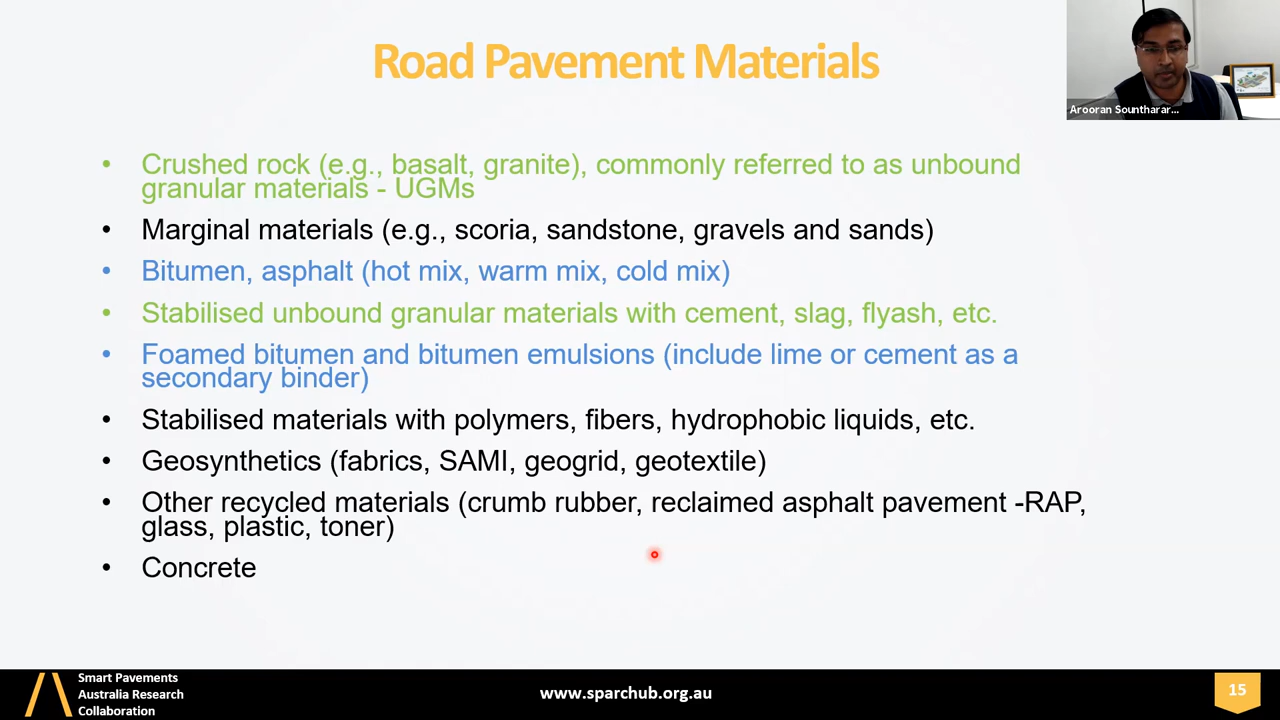 Road Pavement Materials
Arooran Sountharar...
• Crushed rock (e.g., basalt, granite), commonly referred to as unbound
granular materials - UGMs
• Marginal materials (e.g., scoria, sandstone, gravels and sands)
• Bitumen, asphalt (hot mix, warm mix, cold mix)
• Stabilised unbound granular materials with cement, slag, flyash, etc.
• Foamed bitumen and bitumen emulsions (include lime or cement as a
secondary binder)
• Stabilised materials with polymers, fibers, hydrophobic liquids, etc.
• Geosynthetics (fabrics, SAMI, geogrid, geotextile)
• Other recycled materials (crumb rubber, reclaimed asphalt pavement -RAP,
glass, plastic, toner)
• Concrete
Smart Pavements
Australia Research
Collaboration
www.sparchub.org.au
15